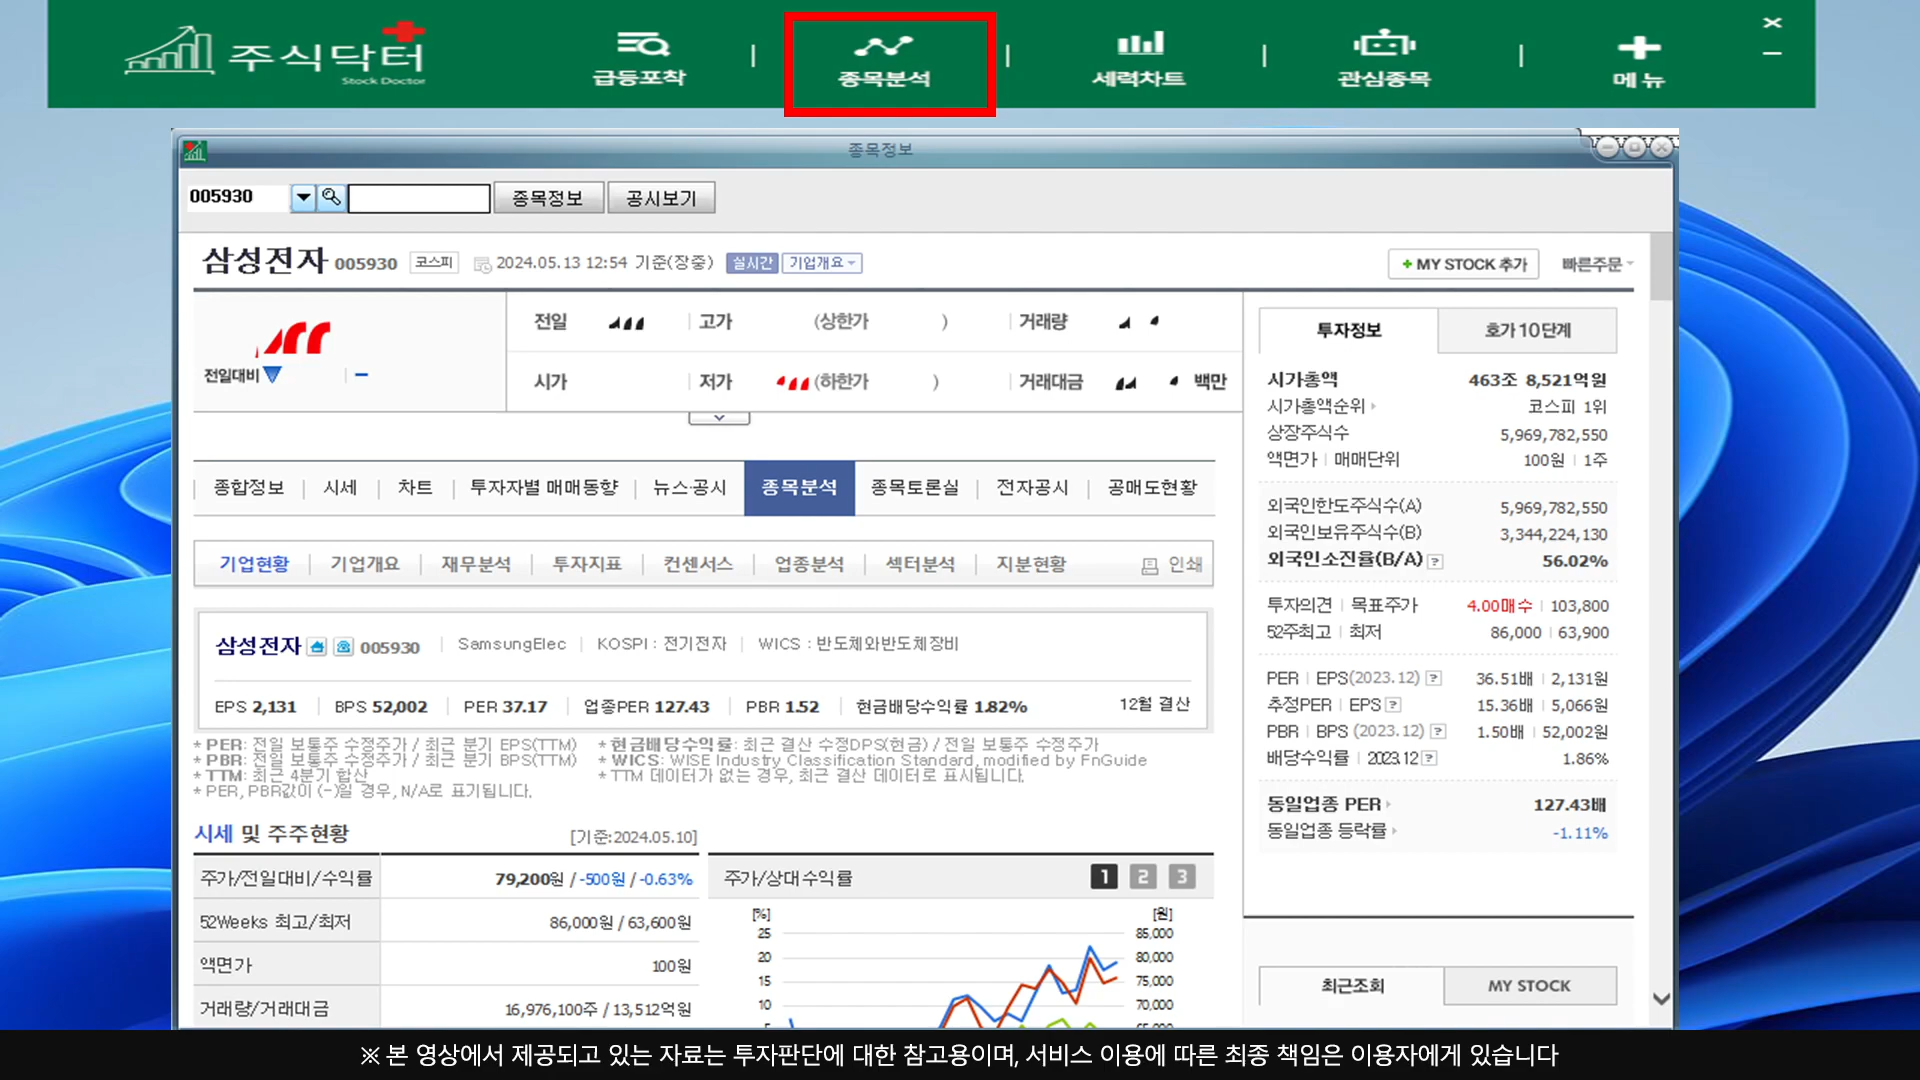 주식닥터
Stock Doctor
급등포착
종목분석
세력차트
관심종목
메뉴
종목정보
005930
종목정보
공시보기
삼성전자 005930 코스피 2024.05.13 12:54 기준(장중) 실시간 기업개요
+ MY STOCK 추가
빠른주문
전일대비
전일
고가 (상한가 )
거래량
시가
저가 (하한가 )
거래대금 백만
종합정보 시세 차트 투자자별 매매동향 뉴스·공시 종목분석 종목토론실 전자공시 공매도현황
기업현황 기업개요 재무분석 투자지표 컨센서스 업종분석 섹터분석 지분현황 인쇄
삼성전자 005930 SamsungElec KOSPI : 전기전자 WICS : 반도체와반도체장비
EPS 2,131 BPS 52,002 PER 37.17 업종PER 127.43 PBR 1.52 현금배당수익률 1.82% 12월 결산
* PER: 전일 보통주 수정주가 / 최근 분기 EPS(TTM)
* PBR: 전일 보통주 수정주가 / 최근 분기 BPS(TTM)
* TTM: 최근 4분기 합산
* PER, PBR값이 (-)일 경우, N/A로 표기됩니다.
* 현금배당수익률: 최근 결산 수정DPS(현금) / 전일 보통주 수정주가
* WICS: WISE Industry Classification Standard, modified by FnGuide
* TTM 데이터가 없는 경우, 최근 결산 데이터로 표시됩니다.
시세 및 주주현황 [기준:2024.05.10]
주가/전일대비/수익률 79,200원 / -500원 / -0.63%
52Weeks 최고/최저 86,000원 / 63,600원
액면가 100원
거래량/거래대금 16,976,100주 / 13,512억원
주가/상대수익률 1 2 3
[%] [원]
25 85,000
20 80,000
15 75,000
10 70,000
5 65,000
투자정보 호가10단계
시가총액 463조 8,521억원
시가총액순위 코스피 1위
상장주식수 5,969,782,550
액면가 매매단위 100원 1주
외국인한도주식수(A) 5,969,782,550
외국인보유주식수(B) 3,344,224,130
외국인소진율(B/A) ? 56.02%
투자의견 목표주가 4.00매수 103,800
52주최고 최저 86,000 63,900
PER EPS(2023.12) ? 36.51배 2,131원
추정PER EPS ? 15.36배 5,066원
PBR BPS (2023.12) ? 1.50배 52,002원
배당수익률 2023.12 ? 1.86%
동일업종 PER 127.43배
동일업종 등락률 -1.11%
최근조회 MY STOCK
※ 본 영상에서 제공되고 있는 자료는 투자판단에 대한 참고용이며, 서비스 이용에 따른 최종 책임은 이용자에게 있습니다